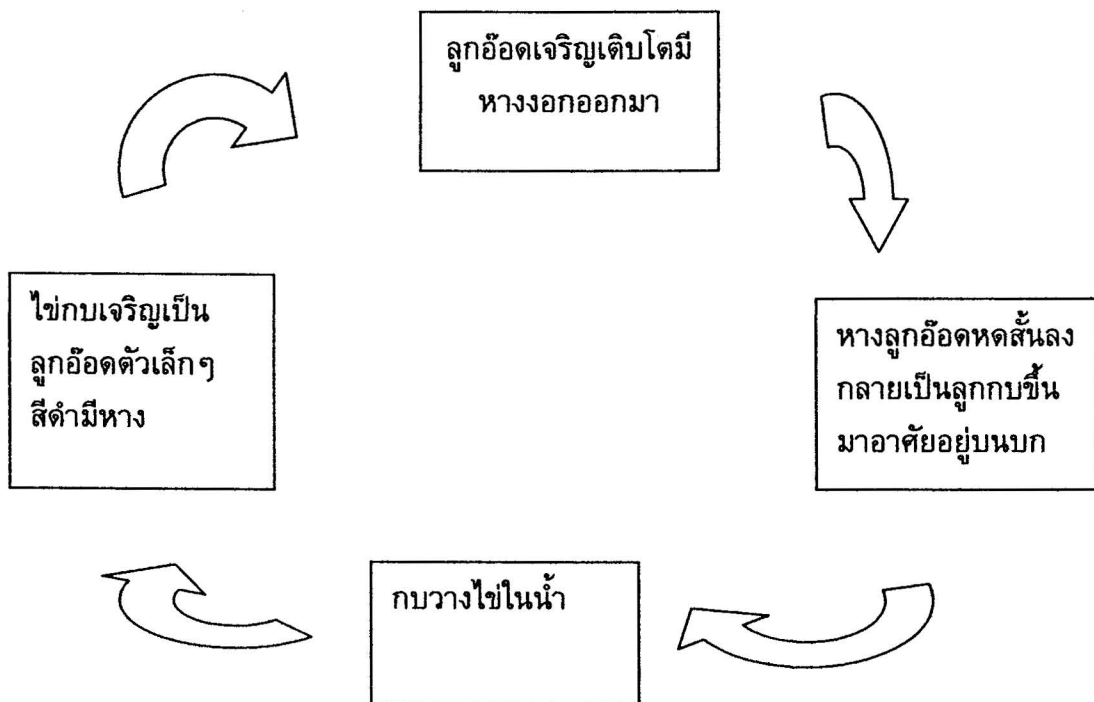 ลูกอ๊อดเจริญเติบโตมี
หางงอกออกมา
ไข่กบเจริญเป็น
ลูกอ๊อดตัวเล็กๆ
สีดำมีหาง
หางลูกอ๊อดหดสั้นลง
กลายเป็นลูกกบขึ้น
มาอาศัยอยู่บนบก
กบวางไข่ในน้ำ